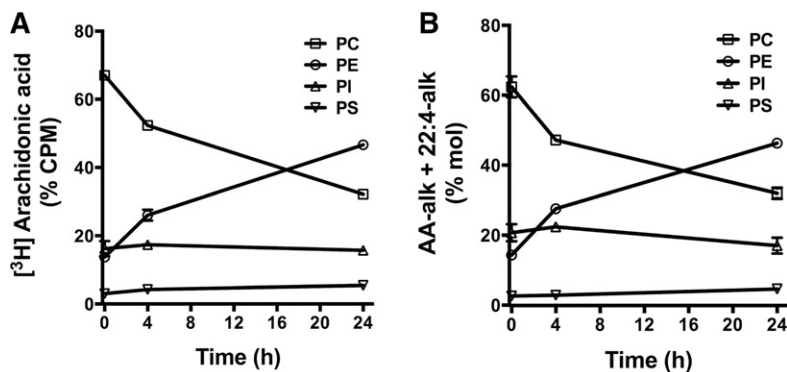 A
[³H] Arachidonic acid
(% CPM)
80
60
40
20
0
PC
PE
PI
PS
0 4 8 12 16 20 24
Time (h)
B
AA-alk + 22:4-alk
(% mol)
80
60
40
20
0
PC
PE
PI
PS
0 4 8 12 16 20 24
Time (h)